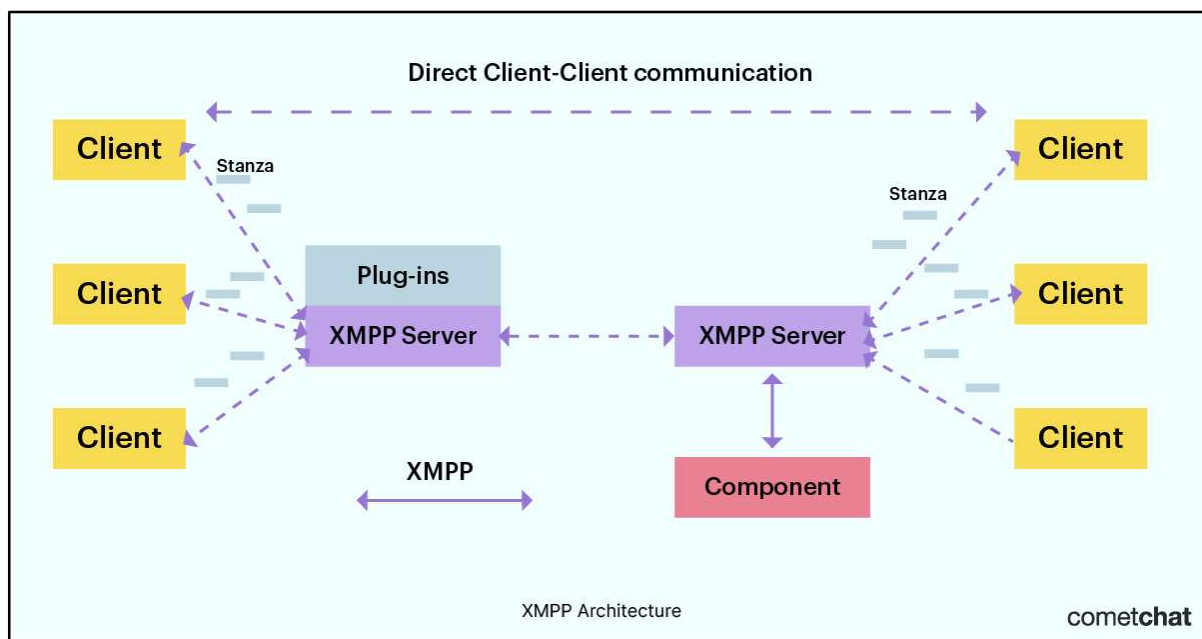 Direct Client-Client communication
Client
Stanza
Client
Stanza
Plug-ins
Client
Client
XMPP Server
XMPP Server
Client
Client
XMPP
Component
XMPP Architecture
cometchat